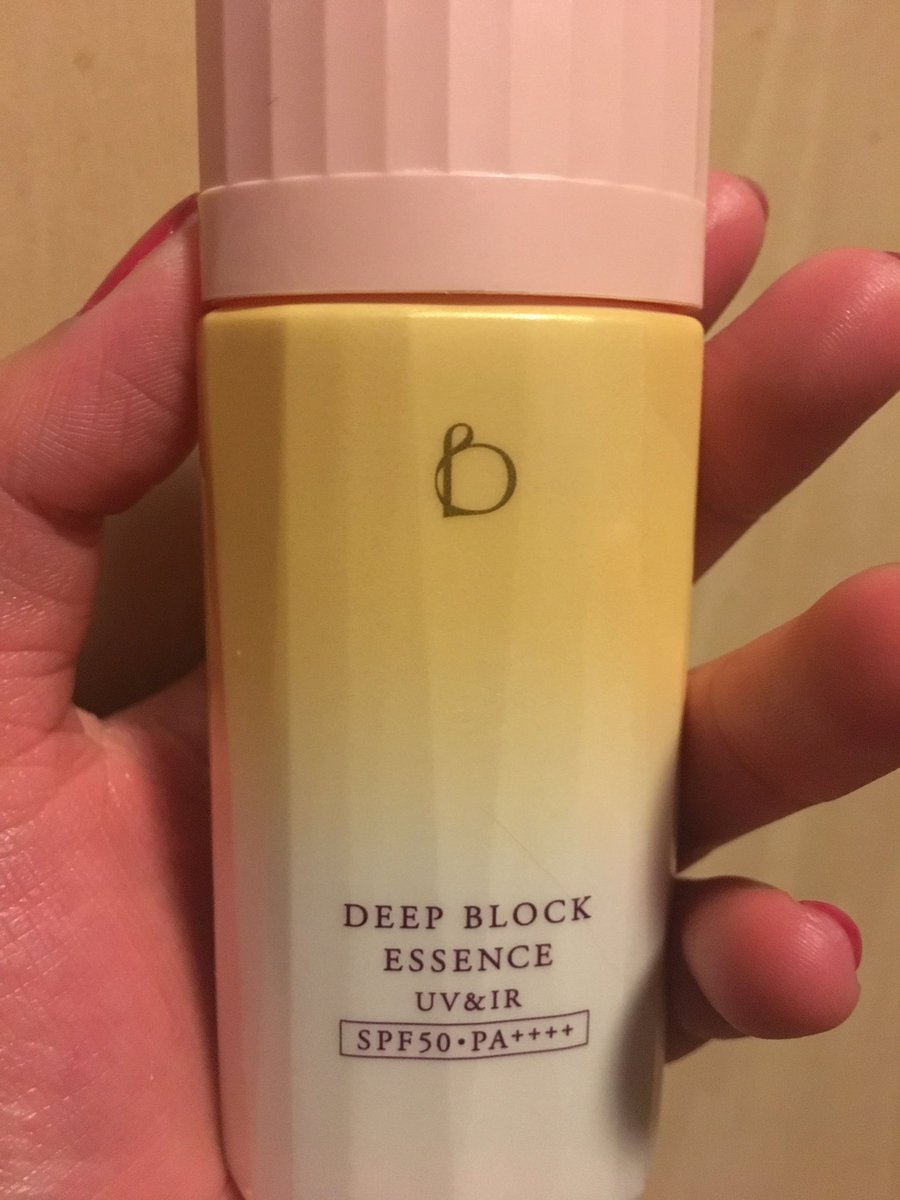 b
DEEP BLOCK
ESSENCE
UV&IR
SPF50•PA++++